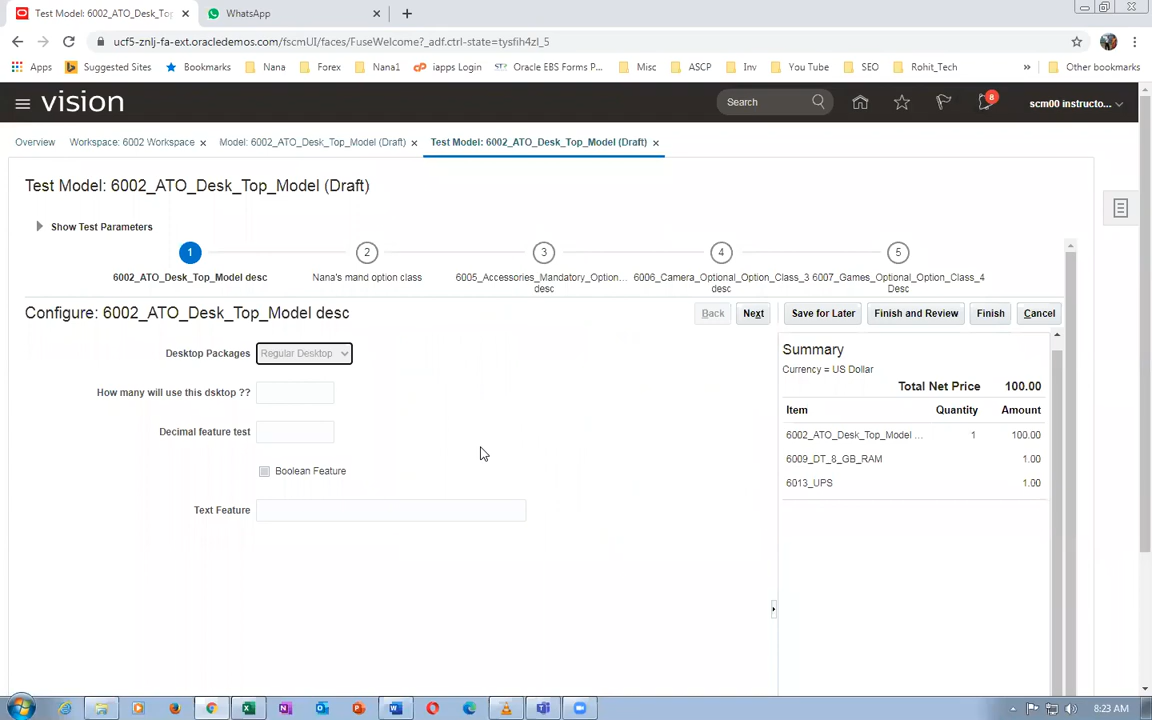 Test Model: 6002_ATO_Desk_Top_
WhatsApp
ucf5-znlj-fa-ext.oracledemos.com/fscmUI/faces/FuseWelcome?_adf.ctrl-state=tysfih4zl_5
Apps Suggested Sites Bookmarks Nana Forex Nana1 iapps Login Oracle EBS Forms P... Misc ASCP Inv You Tube SEO Rohit_Tech » Other bookmarks
vision Search 8 scm00 instructo...
Overview Workspace: 6002 Workspace Model: 6002_ATO_Desk_Top_Model (Draft) Test Model: 6002_ATO_Desk_Top_Model (Draft)
Test Model: 6002_ATO_Desk_Top_Model (Draft)
Show Test Parameters
1 2 3 4 5
6002_ATO_Desk_Top_Model desc
Nana's mand option class
6005_Accessories_Mandatory_Option... desc
6006_Camera_Optional_Option_Class_3 desc
6007_Games_Optional_Option_Class_4 Desc
Configure: 6002_ATO_Desk_Top_Model desc
Back Next Save for Later Finish and Review Finish Cancel
Desktop Packages Regular Desktop
How many will use this dsktop ??
Decimal feature test
Boolean Feature
Text Feature
Summary
Currency = US Dollar
Total Net Price 100.00
Item Quantity Amount
6002_ATO_Desk_Top_Model ... 1 100.00
6009_DT_8_GB_RAM 1.00
6013_UPS 1.00
8:23 AM